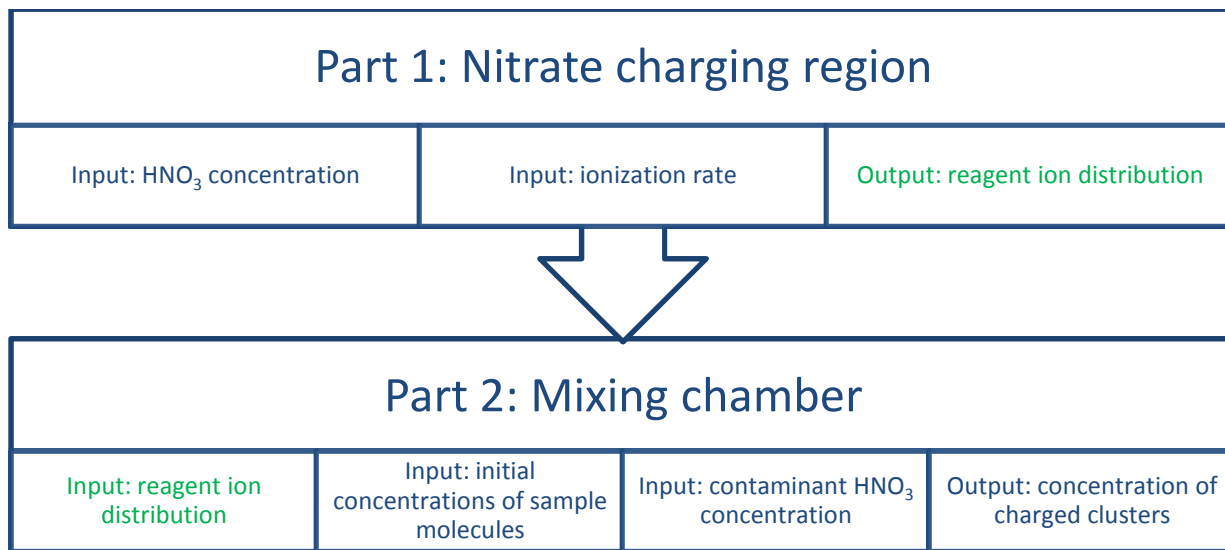 Part 1: Nitrate charging region
Input: HNO₃ concentration
Input: ionization rate
Output: reagent ion distribution
Part 2: Mixing chamber
Input: reagent ion
distribution
Input: initial
concentrations of sample
molecules
Input: contaminant HNO₃
concentration
Output: concentration of
charged clusters